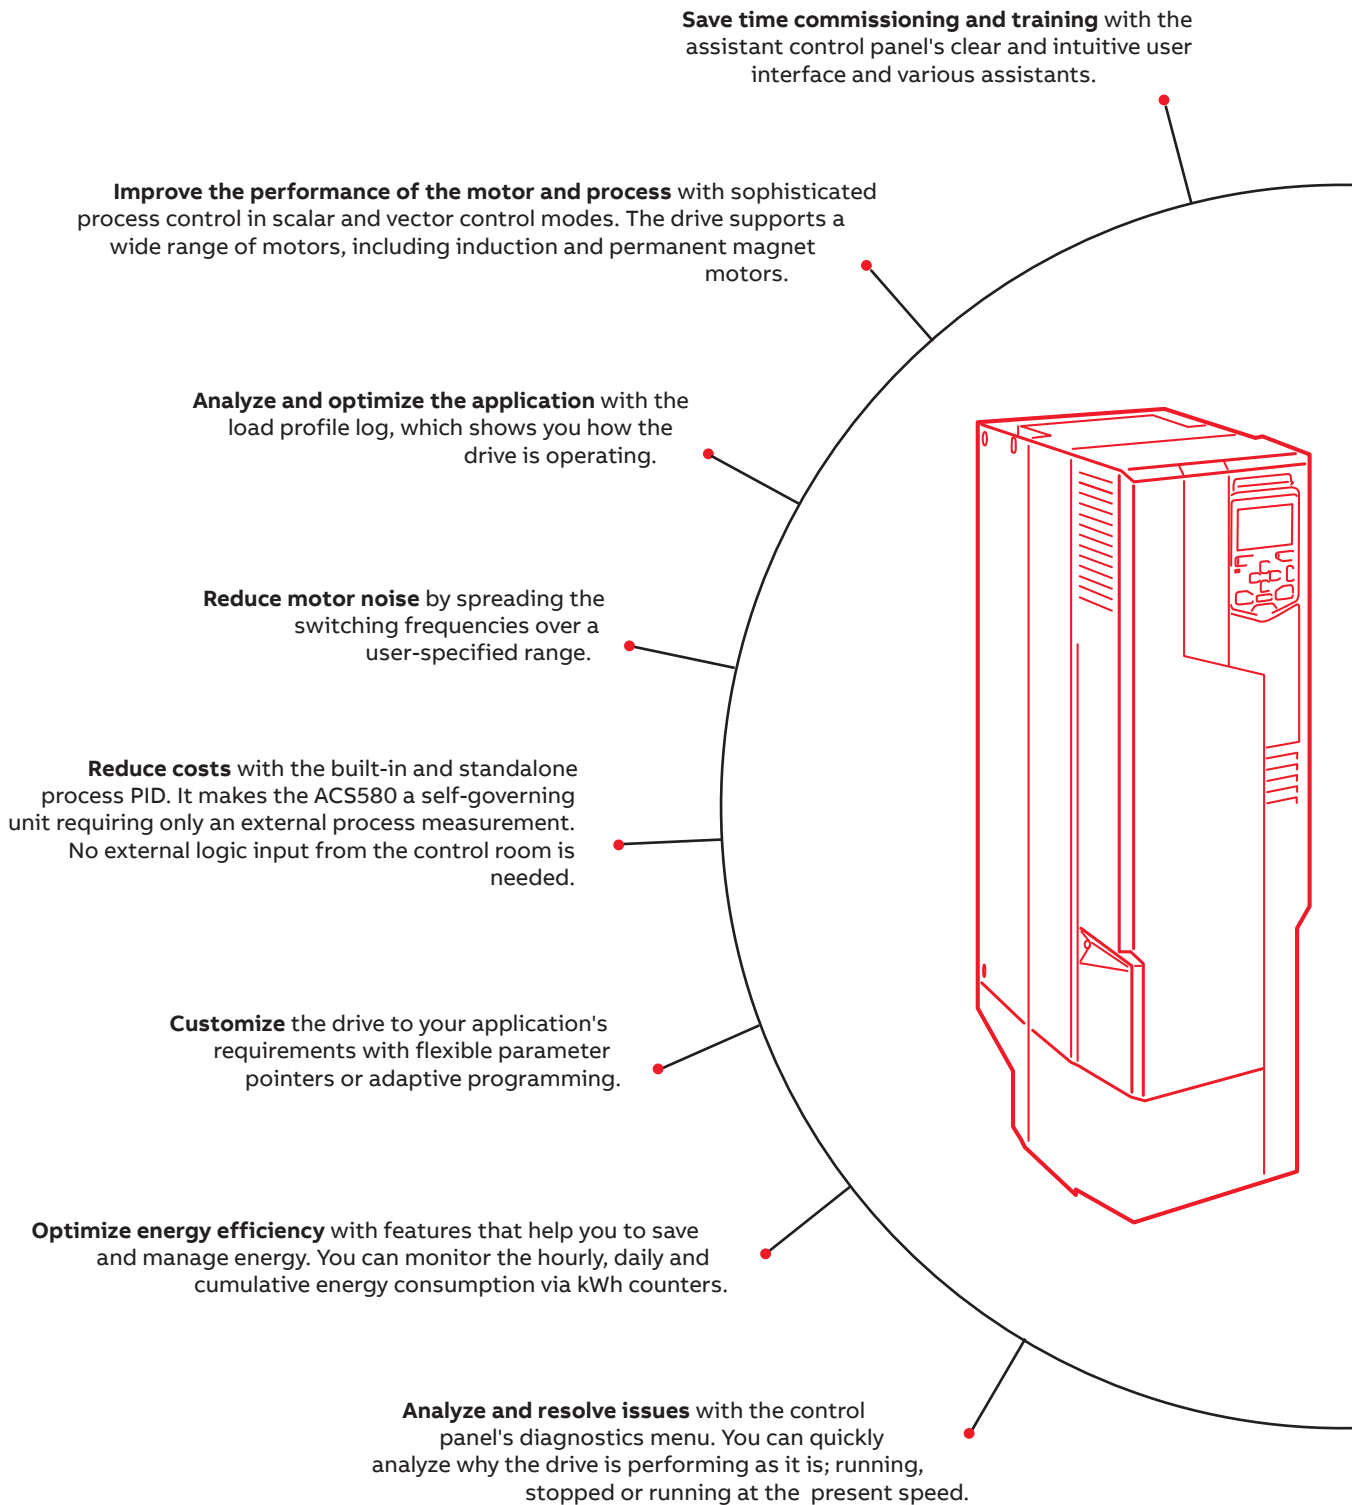 Save time commissioning and training with the
assistant control panel's clear and intuitive user
interface and various assistants.
Improve the performance of the motor and process with sophisticated
process control in scalar and vector control modes. The drive supports a
wide range of motors, including induction and permanent magnet
motors.
Analyze and optimize the application with the
load profile log, which shows you how the
drive is operating.
Reduce motor noise by spreading the
switching frequencies over a
user-specified range.
Reduce costs with the built-in and standalone
process PID. It makes the ACS580 a self-governing
unit requiring only an external process measurement.
No external logic input from the control room is
needed.
Customize the drive to your application's
requirements with flexible parameter
pointers or adaptive programming.
Optimize energy efficiency with features that help you to save
and manage energy. You can monitor the hourly, daily and
cumulative energy consumption via kWh counters.
Analyze and resolve issues with the control
panel's diagnostics menu. You can quickly
analyze why the drive is performing as it is; running,
stopped or running at the present speed.